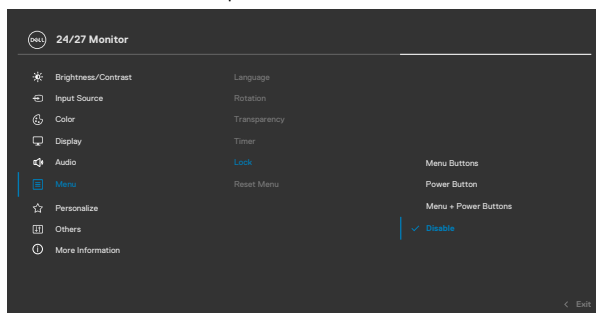 DELL 24/27 Monitor
Brightness/Contrast
Input Source
Color
Display
Audio
Menu
Personalize
Others
More Information
Language
Rotation
Transparency
Timer
Lock
Reset Menu
Menu Buttons
Power Button
Menu + Power Buttons
Disable
Exit